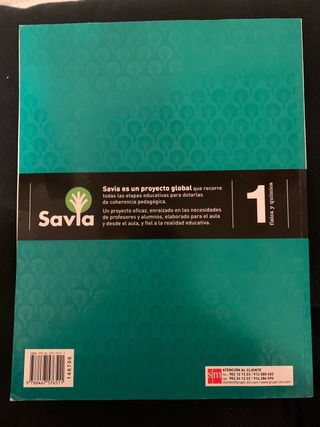 Savia es un proyecto global que recorre
todas las etapas educativas para dotarlas
de coherencia pedagógica.
Un proyecto eficaz, enraizado en las necesidades
de profesores y alumnos, elaborado para el aula
y desde el aula, y fiel a la realidad educativa.
Savia
1
física y química
ATENCIÓN AL CLIENTE
sm
146708